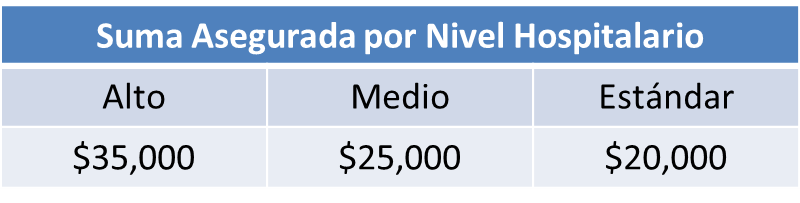 Suma Asegurada por Nivel Hospitalario
Alto Medio Estándar
$35,000 $25,000 $20,000